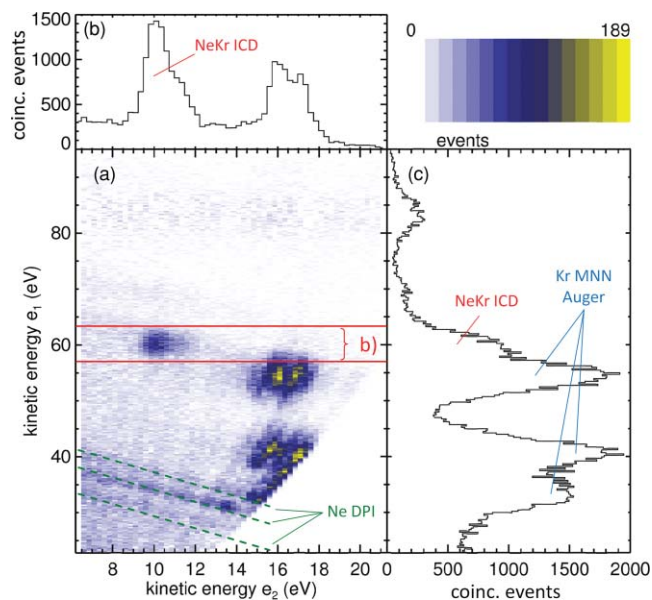 (b)
1500
1000
500
0
coinc. events
NeKr ICD
0
189
events
(a)
80
60
40
kinetic energy e1 (eV)
b)
Ne DPI
8
10
12
14
16
18
20
kinetic energy e2 (eV)
(c)
NeKr ICD
Kr MNN
Auger
0
500
1000
1500
2000
coinc. events